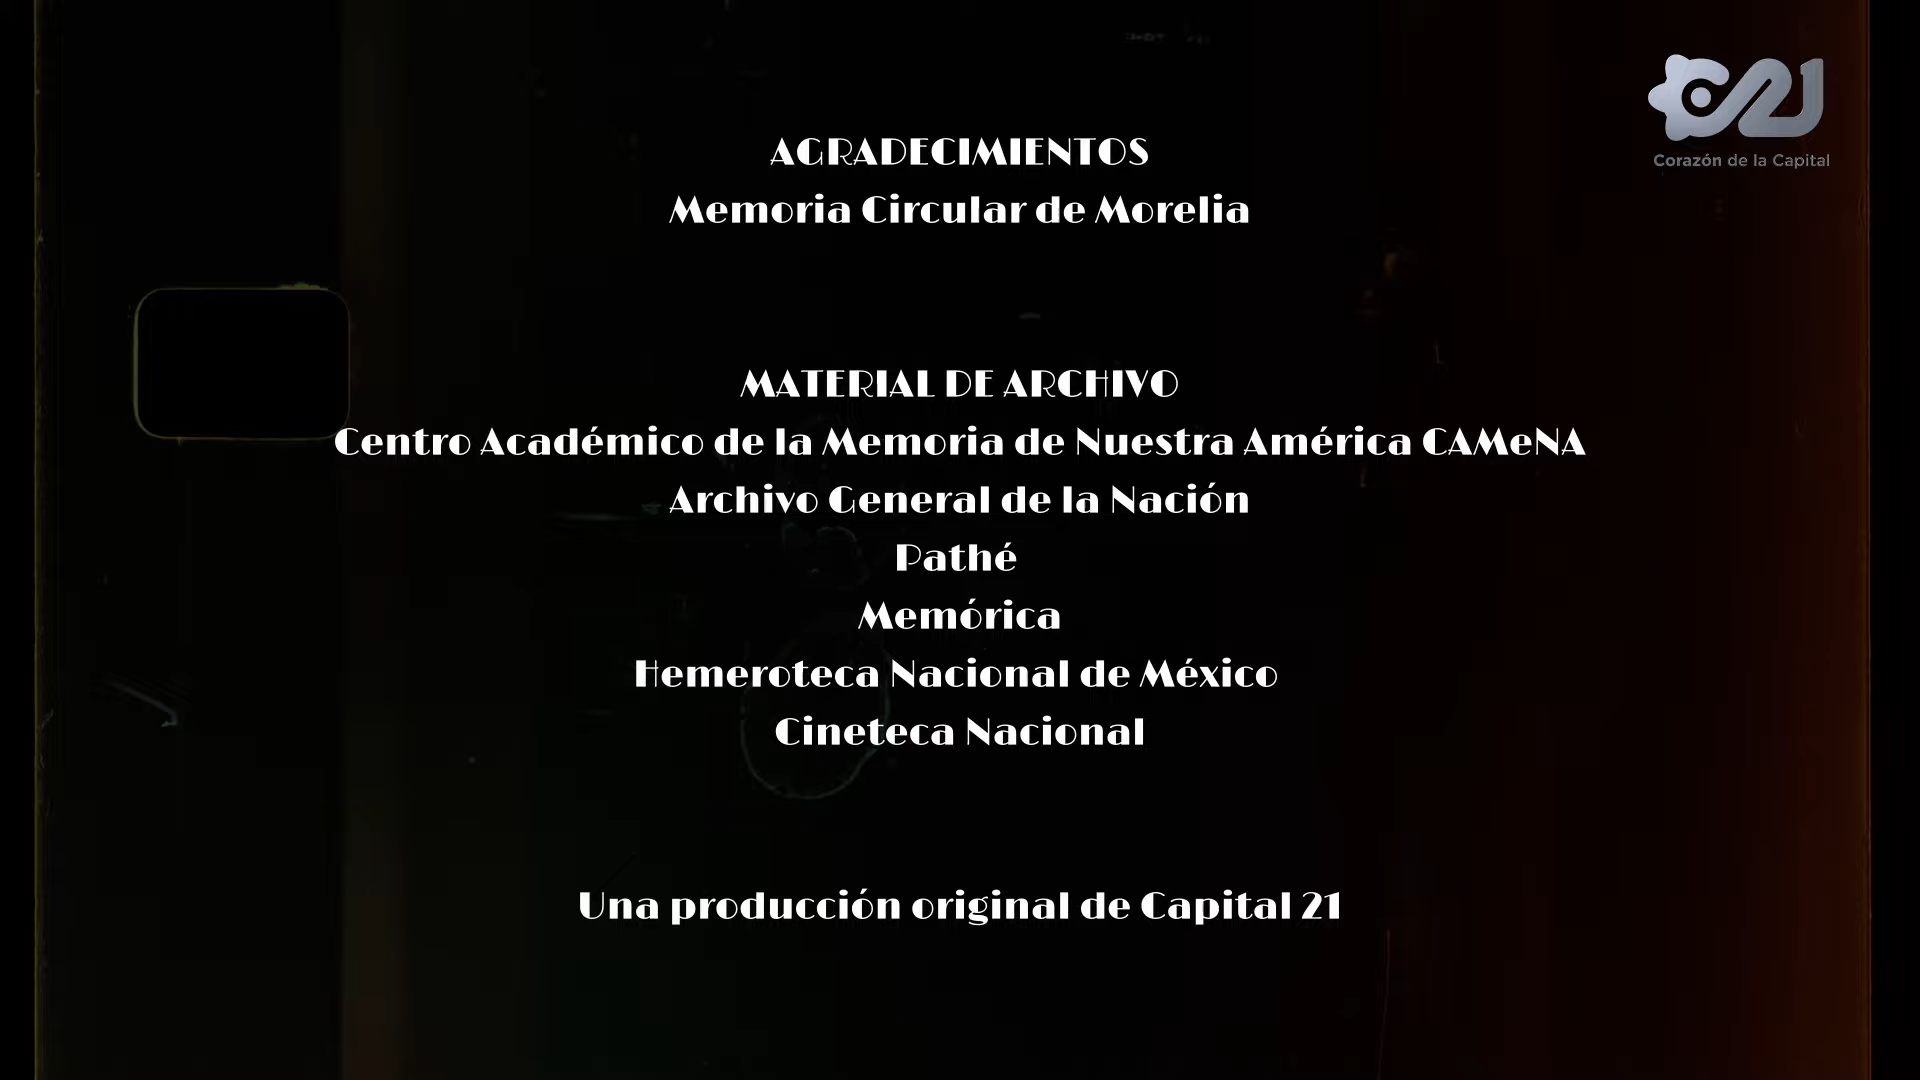 C21
Corazón de la Capital
AGRADECIMIENTOS
Memoria Circular de Morelia
MATERIAL DE ARCHIVO
Centro Académico de la Memoria de Nuestra América CAMeNA
Archivo General de la Nación
Pathé
Memórica
Hemeroteca Nacional de México
Cineteca Nacional
Una producción original de Capital 21